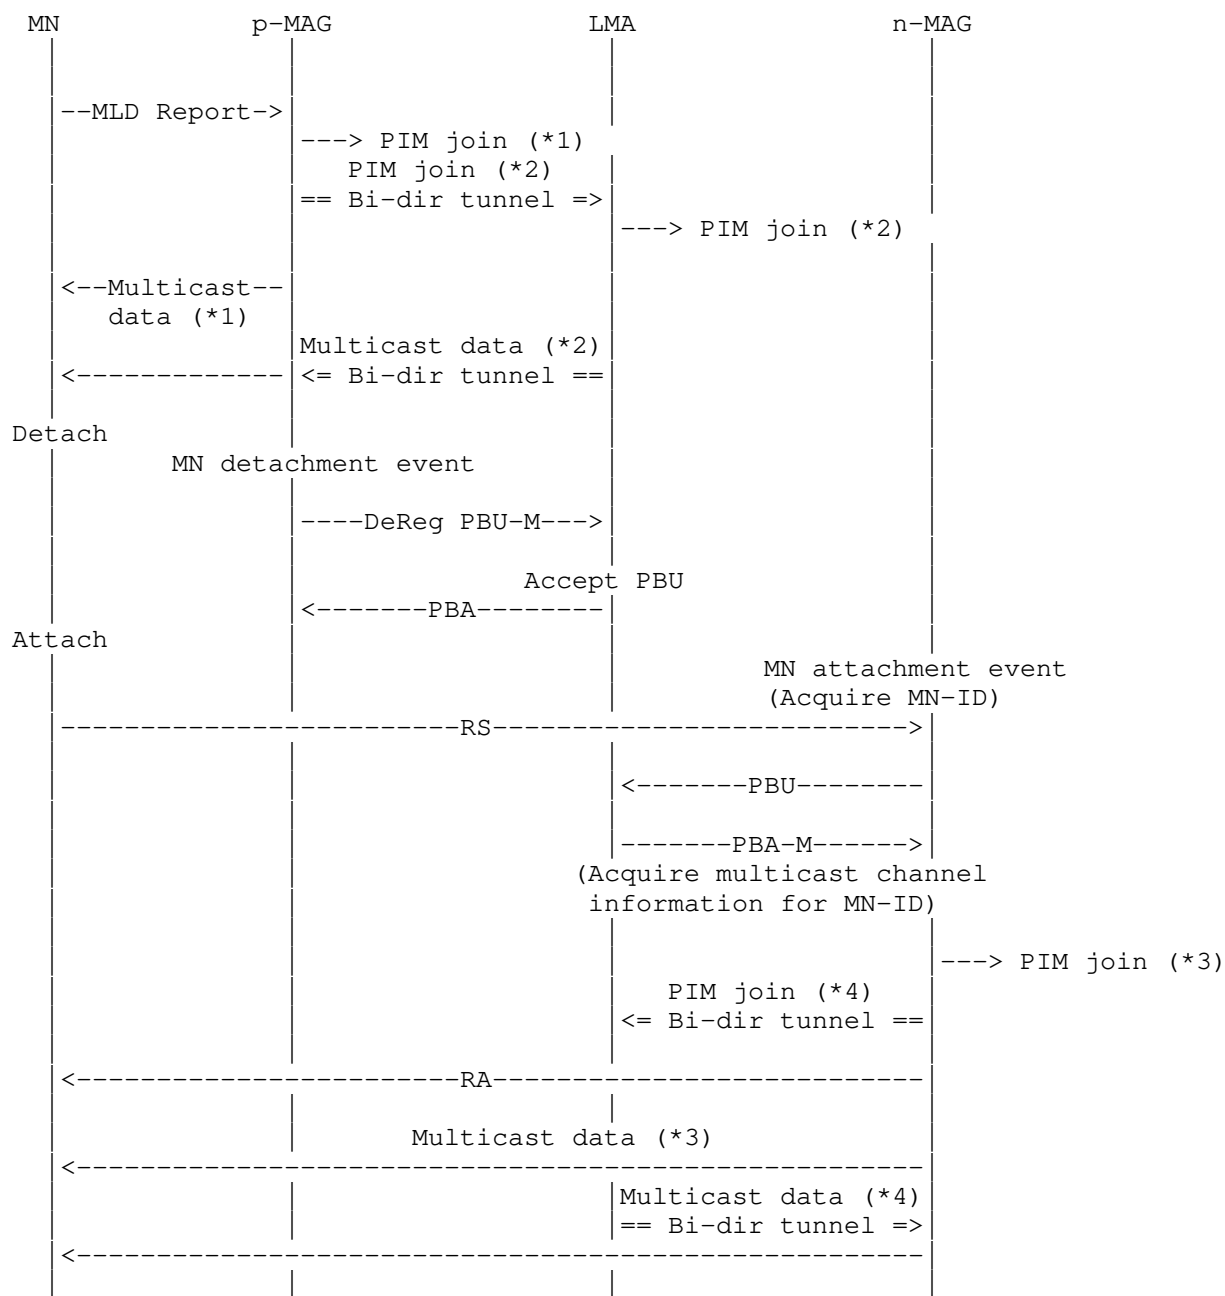 MN p-MAG LMA n-MAG
--MLD Report->
---> PIM join (*1)
PIM join (*2)
== Bi-dir tunnel =>
---> PIM join (*2)
<--Multicast--
data (*1)
Multicast data (*2)
<------------- <= Bi-dir tunnel ==
Detach
MN detachment event
----DeReg PBU-M--->
Accept PBU
<-------PBA--------
Attach
MN attachment event
(Acquire MN-ID)
------------------------RS------------------------->
<-------PBU--------
-------PBA-M------>
(Acquire multicast channel
information for MN-ID)
---> PIM join (*3)
PIM join (*4)
<= Bi-dir tunnel ==
<------------------------RA--------------------------
Multicast data (*3)
<----------------------------------------------------
Multicast data (*4)
== Bi-dir tunnel =>
<----------------------------------------------------